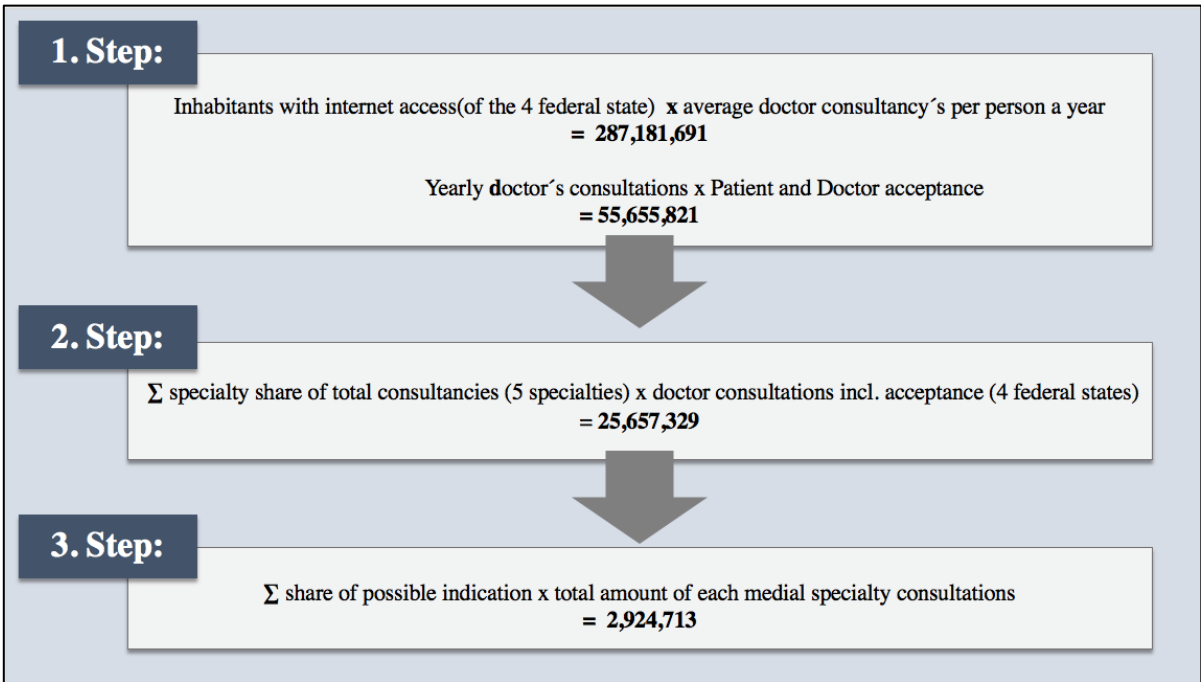 1. Step:
Inhabitants with internet access(of the 4 federal state) x average doctor consultancy´s per person a year
= 287,181,691
Yearly doctor´s consultations x Patient and Doctor acceptance
= 55,655,821
2. Step:
∑ specialty share of total consultancies (5 specialties) x doctor consultations incl. acceptance (4 federal states)
= 25,657,329
3. Step:
∑ share of possible indication x total amount of each medial specialty consultations
= 2,924,713